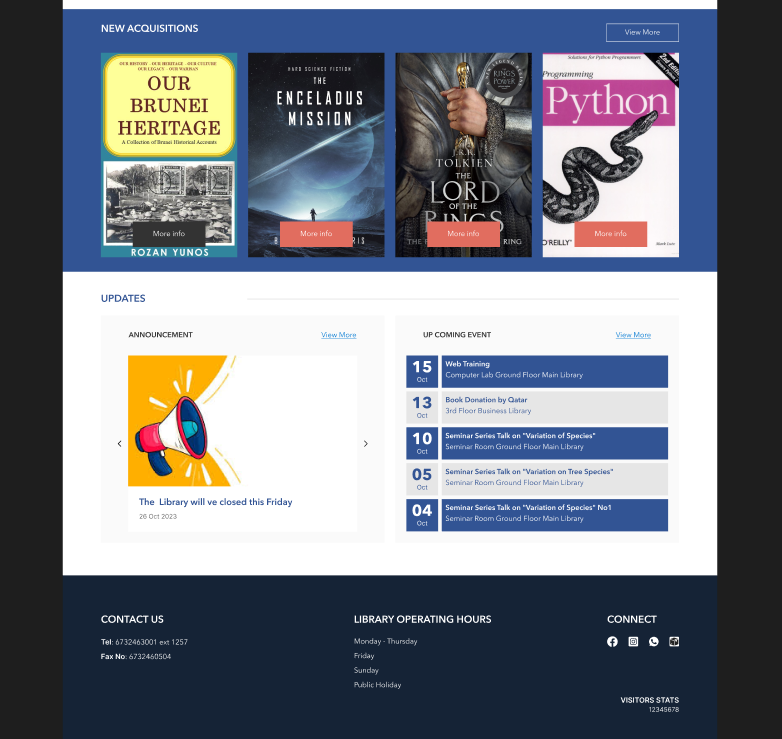 NEW ACQUISITIONS
View More
OUR HISTORY · OUR HERITAGE · OUR CULTURE
OUR LEGACY · OUR WARISAN
OUR
BRUNEI
HERITAGE
A Collection of Brunei Historical Accounts
More info
ROZAN YUNOS
HARD SCIENCE FICTION
THE
ENCELADUS
MISSION
More info
RINGS
POWER
TOLKIEN
THE
LORD
OF THE
RINGS
More info
RING
Solutions for Python Programmers
2nd Edition
Programming
Python
More info
O'REILLY
Mark Lutz
UPDATES
ANNOUNCEMENT
View More
The Library will ve closed this Friday
26 Oct 2023
UP COMING EVENT
View More
15 Oct
Web Training
Computer Lab Ground Floor Main Library
13 Oct
Book Donation by Qatar
3rd Floor Business Library
10 Oct
Seminar Series Talk on "Variation of Species"
Seminar Room Ground Floor Main Library
05 Oct
Seminar Series Talk on "Variation on Tree Species"
Seminar Room Ground Floor Main Library
04 Oct
Seminar Series Talk on "Variation of Species" No1
Seminar Room Ground Floor Main Library
CONTACT US
Tel: 6732463001 ext 1257
Fax No: 6732460504
LIBRARY OPERATING HOURS
Monday - Thursday
Friday
Sunday
Public Holiday
CONNECT
VISITORS STATS
12345678